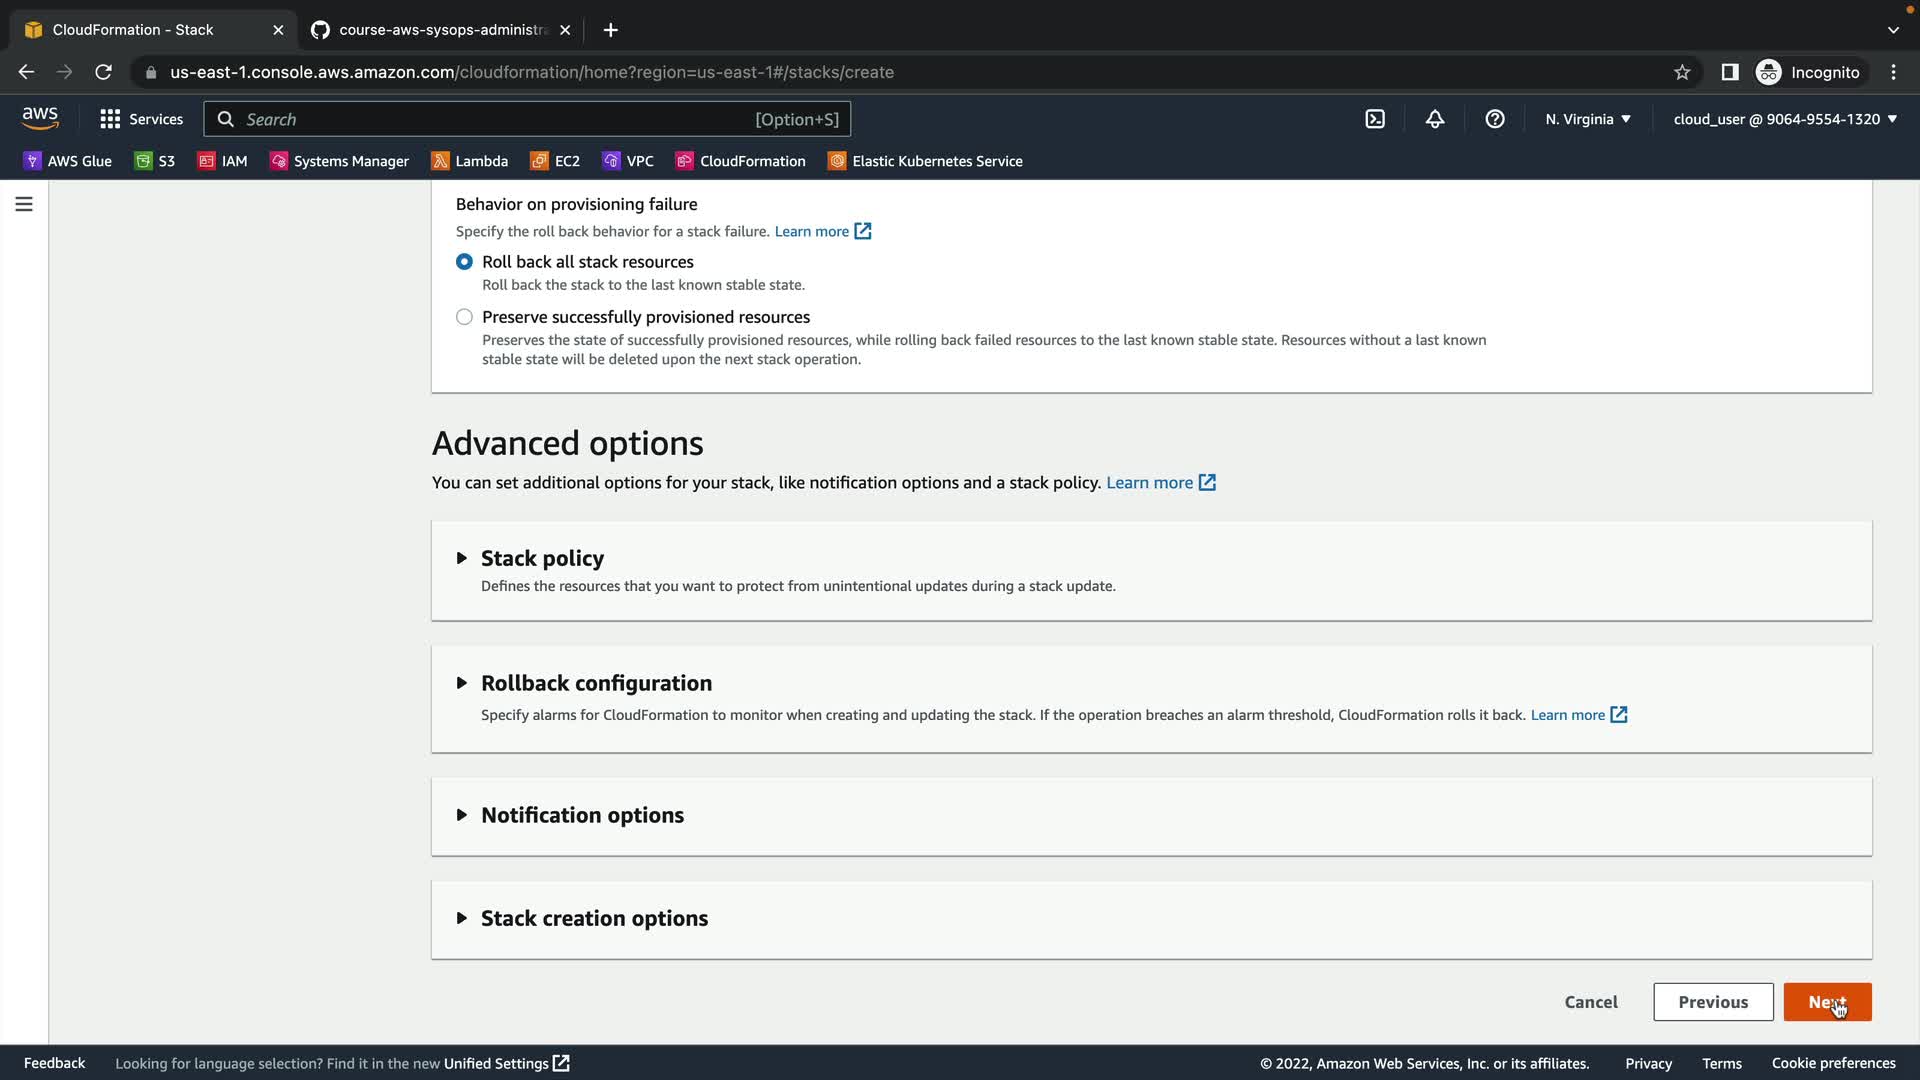 CloudFormation - Stack
course-aws-sysops-administra
us-east-1.console.aws.amazon.com/cloudformation/home?region=us-east-1#/stacks/create
Incognito
aws
Services
Search
[Option+S]
N. Virginia
cloud_user @ 9064-9554-1320
AWS Glue
S3
IAM
Systems Manager
Lambda
EC2
VPC
CloudFormation
Elastic Kubernetes Service
Behavior on provisioning failure
Specify the roll back behavior for a stack failure. Learn more
Roll back all stack resources
Roll back the stack to the last known stable state.
Preserve successfully provisioned resources
Preserves the state of successfully provisioned resources, while rolling back failed resources to the last known stable state. Resources without a last known
stable state will be deleted upon the next stack operation.
Advanced options
You can set additional options for your stack, like notification options and a stack policy. Learn more
Stack policy
Defines the resources that you want to protect from unintentional updates during a stack update.
Rollback configuration
Specify alarms for CloudFormation to monitor when creating and updating the stack. If the operation breaches an alarm threshold, CloudFormation rolls it back. Learn more
Notification options
Stack creation options
Cancel
Previous
Next
Feedback
Looking for language selection? Find it in the new Unified Settings
© 2022, Amazon Web Services, Inc. or its affiliates.
Privacy
Terms
Cookie preferences